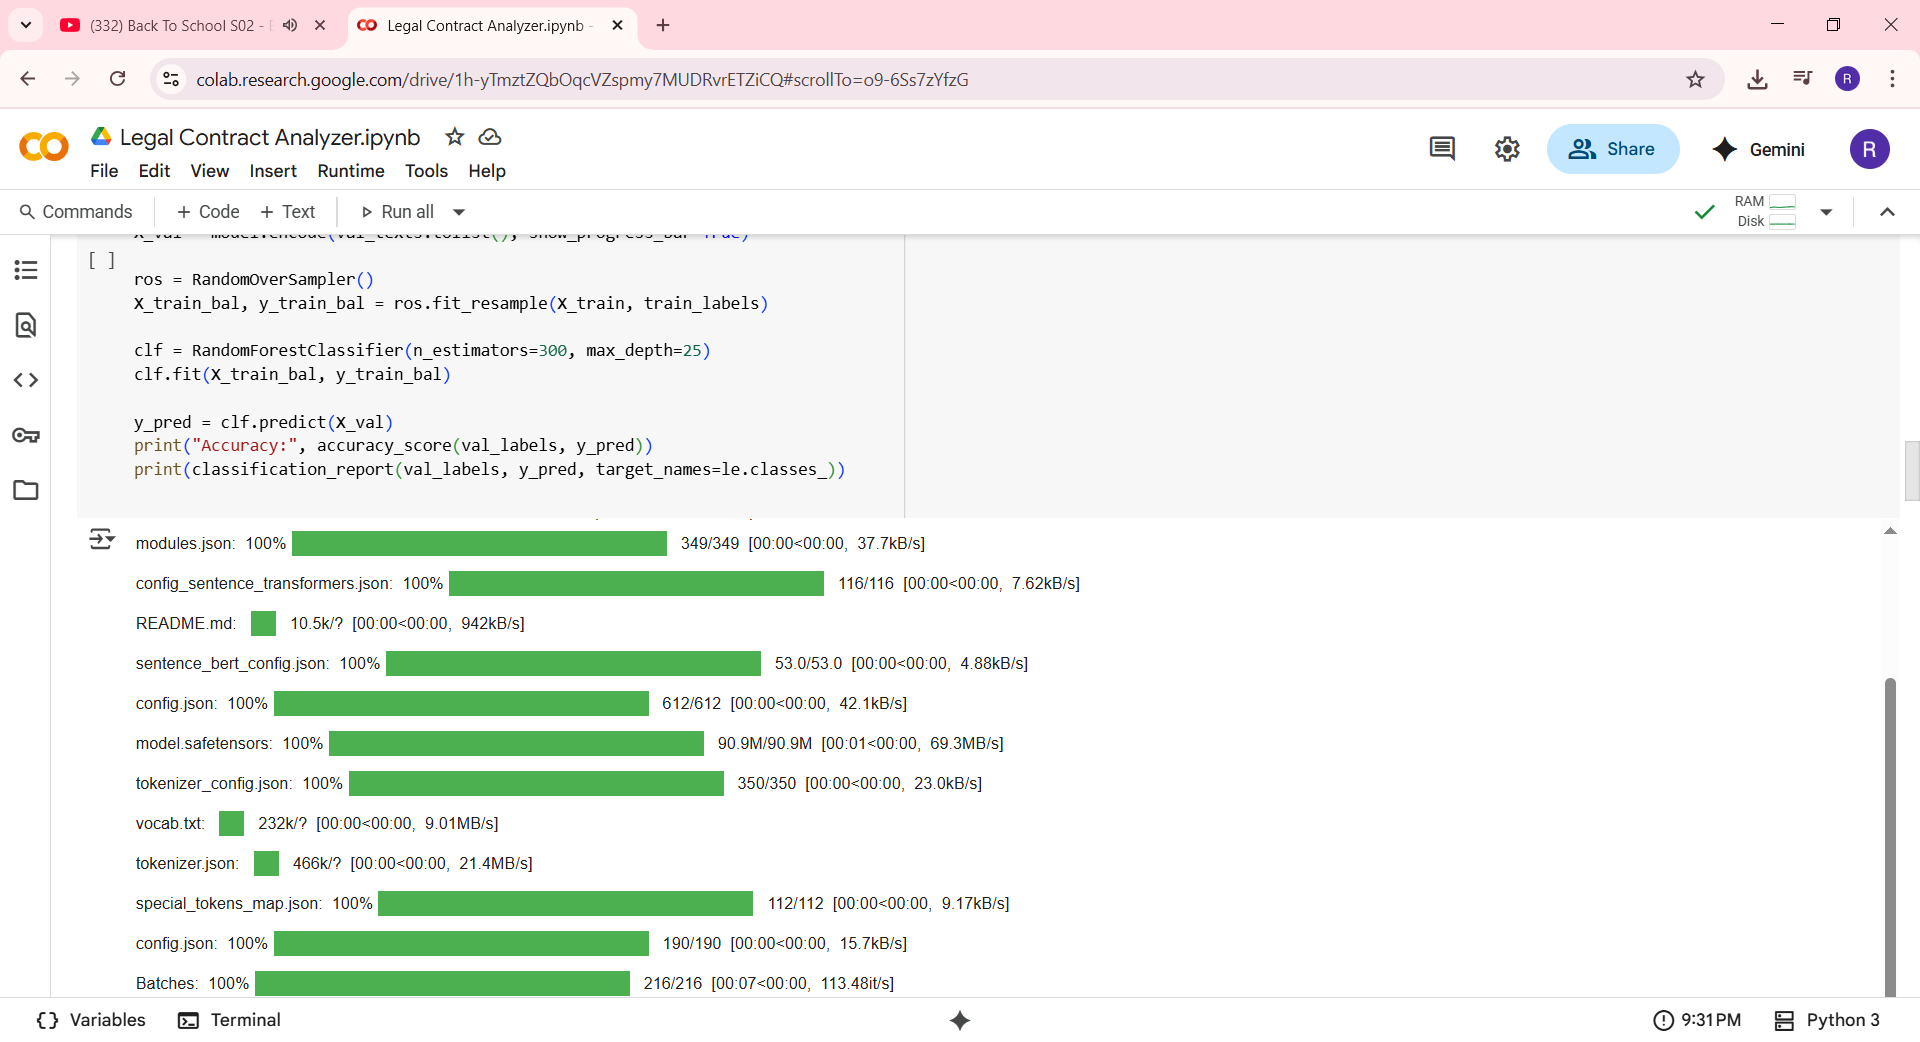 (332) Back To School S02 -
Legal Contract Analyzer.ipynb -
colab.research.google.com/drive/1h-yTmztZQbOqcVZspmy7MUDRvrETZiCQ#scrollTo=o9-6Ss7zYfzG
R
Legal Contract Analyzer.ipynb
File Edit View Insert Runtime Tools Help
Share
Gemini
R
Commands + Code + Text Run all
RAM
Disk
X_val = model.encode(val_texts.tolist(), show_progress_bar=True)
[ ]
ros = RandomOverSampler()
X_train_bal, y_train_bal = ros.fit_resample(X_train, train_labels)
clf = RandomForestClassifier(n_estimators=300, max_depth=25)
clf.fit(X_train_bal, y_train_bal)
y_pred = clf.predict(X_val)
print("Accuracy:", accuracy_score(val_labels, y_pred))
print(classification_report(val_labels, y_pred, target_names=le.classes_))
modules.json: 100% 349/349 [00:00<00:00, 37.7kB/s]
config_sentence_transformers.json: 100% 116/116 [00:00<00:00, 7.62kB/s]
README.md: 10.5k/? [00:00<00:00, 942kB/s]
sentence_bert_config.json: 100% 53.0/53.0 [00:00<00:00, 4.88kB/s]
config.json: 100% 612/612 [00:00<00:00, 42.1kB/s]
model.safetensors: 100% 90.9M/90.9M [00:01<00:00, 69.3MB/s]
tokenizer_config.json: 100% 350/350 [00:00<00:00, 23.0kB/s]
vocab.txt: 232k/? [00:00<00:00, 9.01MB/s]
tokenizer.json: 466k/? [00:00<00:00, 21.4MB/s]
special_tokens_map.json: 100% 112/112 [00:00<00:00, 9.17kB/s]
config.json: 100% 190/190 [00:00<00:00, 15.7kB/s]
Batches: 100% 216/216 [00:07<00:00, 113.48it/s]
Variables Terminal
9:31 PM Python 3